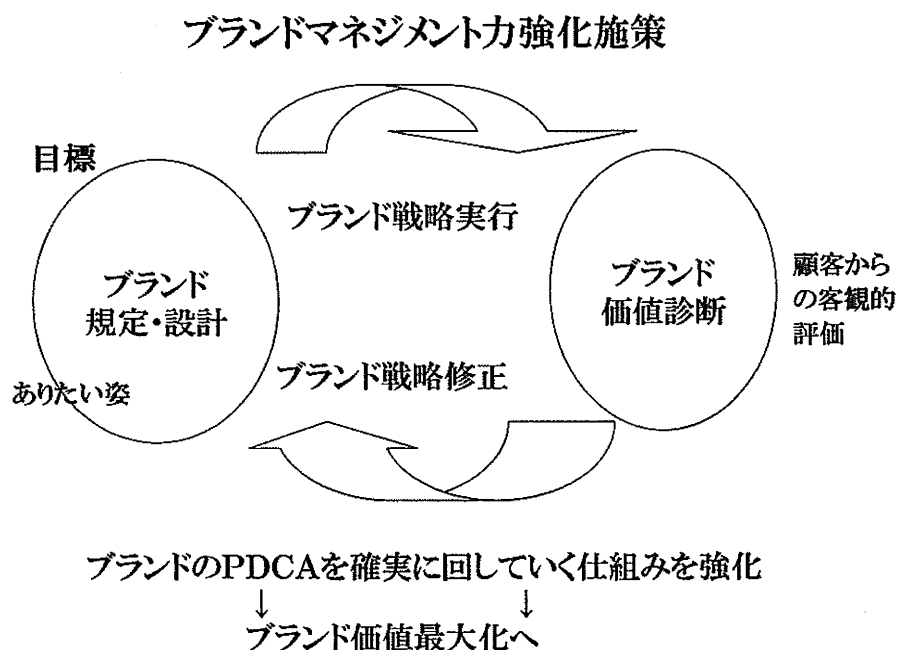 ブランドマネジメント力強化施策
目標
ブランド戦略実行
ブランド
規定・設計
ブランド
価値診断
顧客から
の客観的
評価
ブランド戦略修正
ありたい姿
ブランドのPDCAを確実に回していく仕組みを強化
↓ ↓
ブランド価値最大化へ